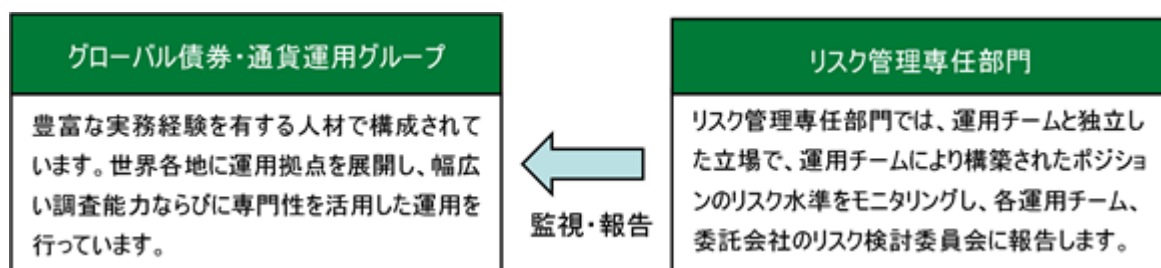 グローバル債券・通貨運用グループ
豊富な実務経験を有する人材で構成されて
います。世界各地に運用拠点を展開し、幅広
い調査能力ならびに専門性を活用した運用を
行っています。
監視・報告
リスク管理専任部門
リスク管理専任部門では、運用チームと独立し
た立場で、運用チームにより構築されたポジショ
ンのリスク水準をモニタリングし、各運用チーム、
委託会社のリスク検討委員会に報告します。